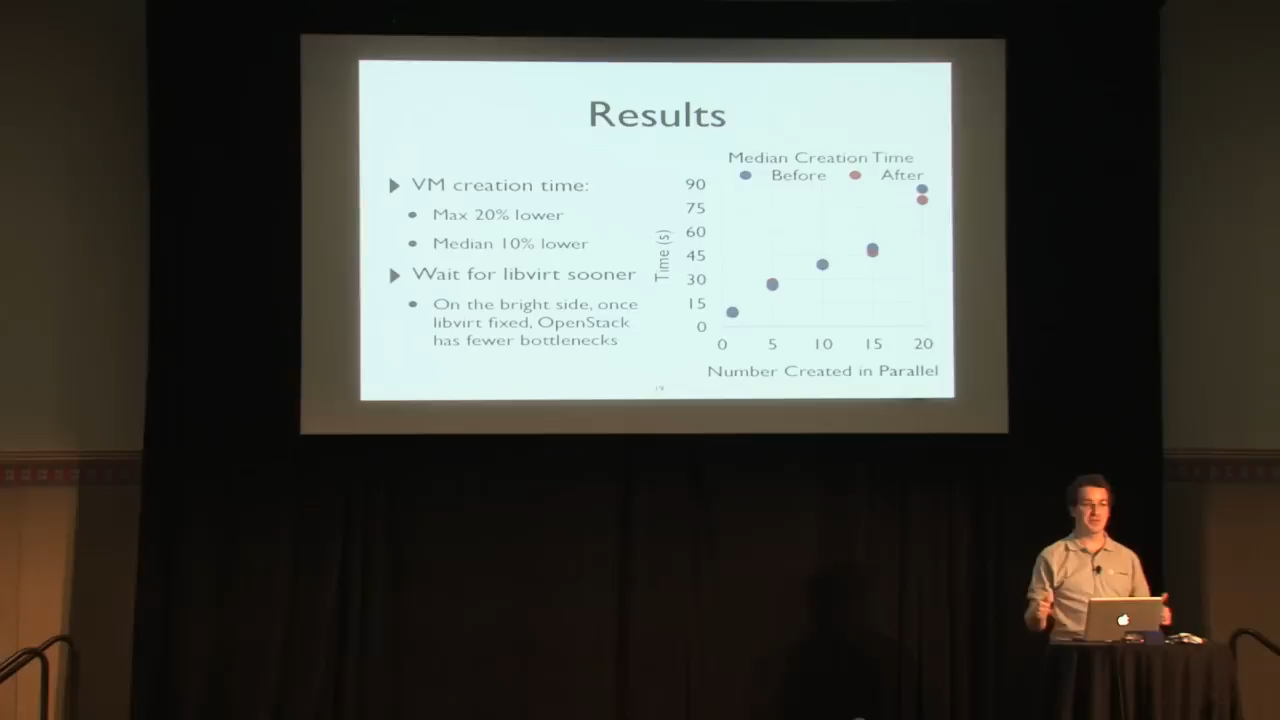 Results
VM creation time:
Max 20% lower
Median 10% lower
Wait for libvirt sooner
On the bright side, once
libvirt fixed, OpenStack
has fewer bottlenecks
Median Creation Time
Before After
90
75
60
45
30
15
0
Time (s)
0 5 10 15 20
Number Created in Parallel